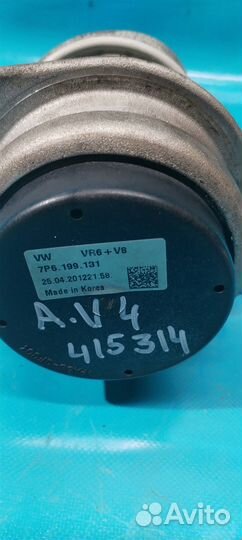 VW VR6+V8
7P6.199.131
25.04.201221.58
Made in Korea
A.V4
415314
Avito